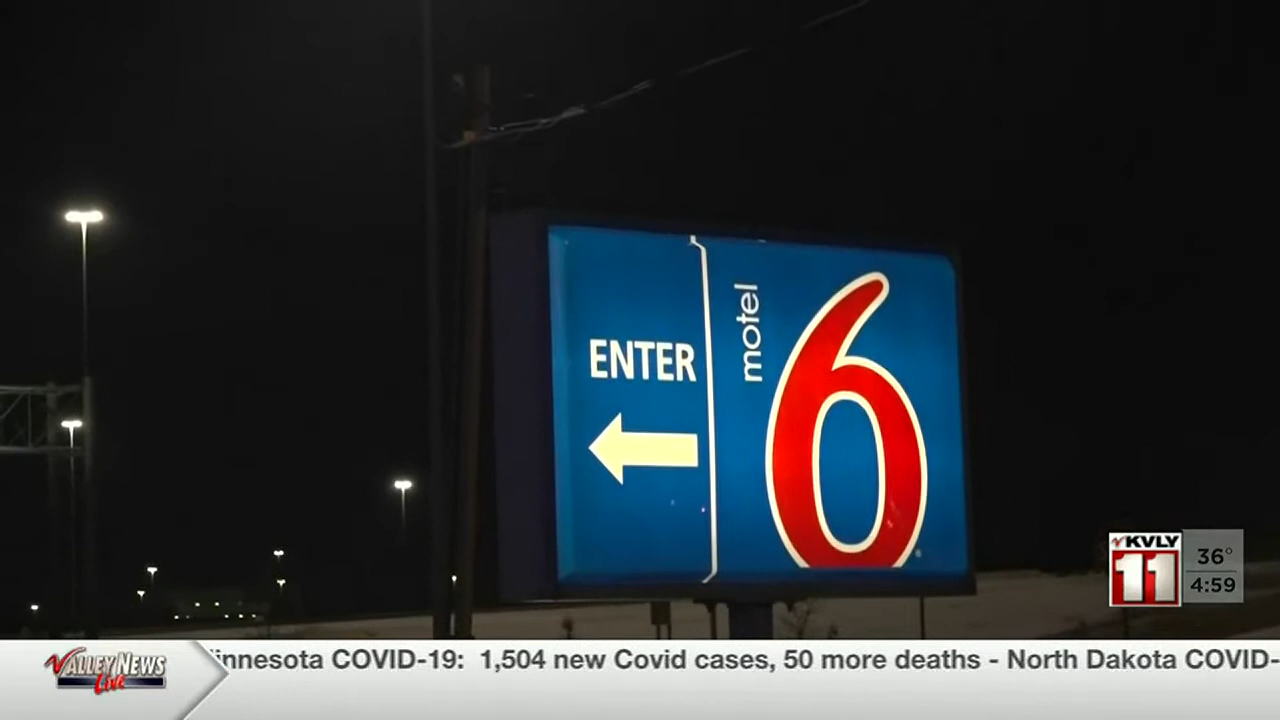 ENTER
motel
6
KVLY
11
36°
4:59
VALLEY NEWS
Live
innesota COVID-19: 1,504 new Covid cases, 50 more deaths - North Dakota COVID-